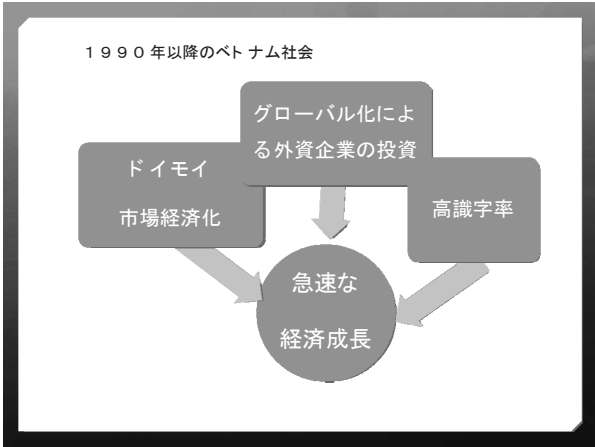 １９９０年以降のベトナム社会
グローバル化によ
る外資企業の投資
ドイモイ
市場経済化
高識字率
急速な
経済成長